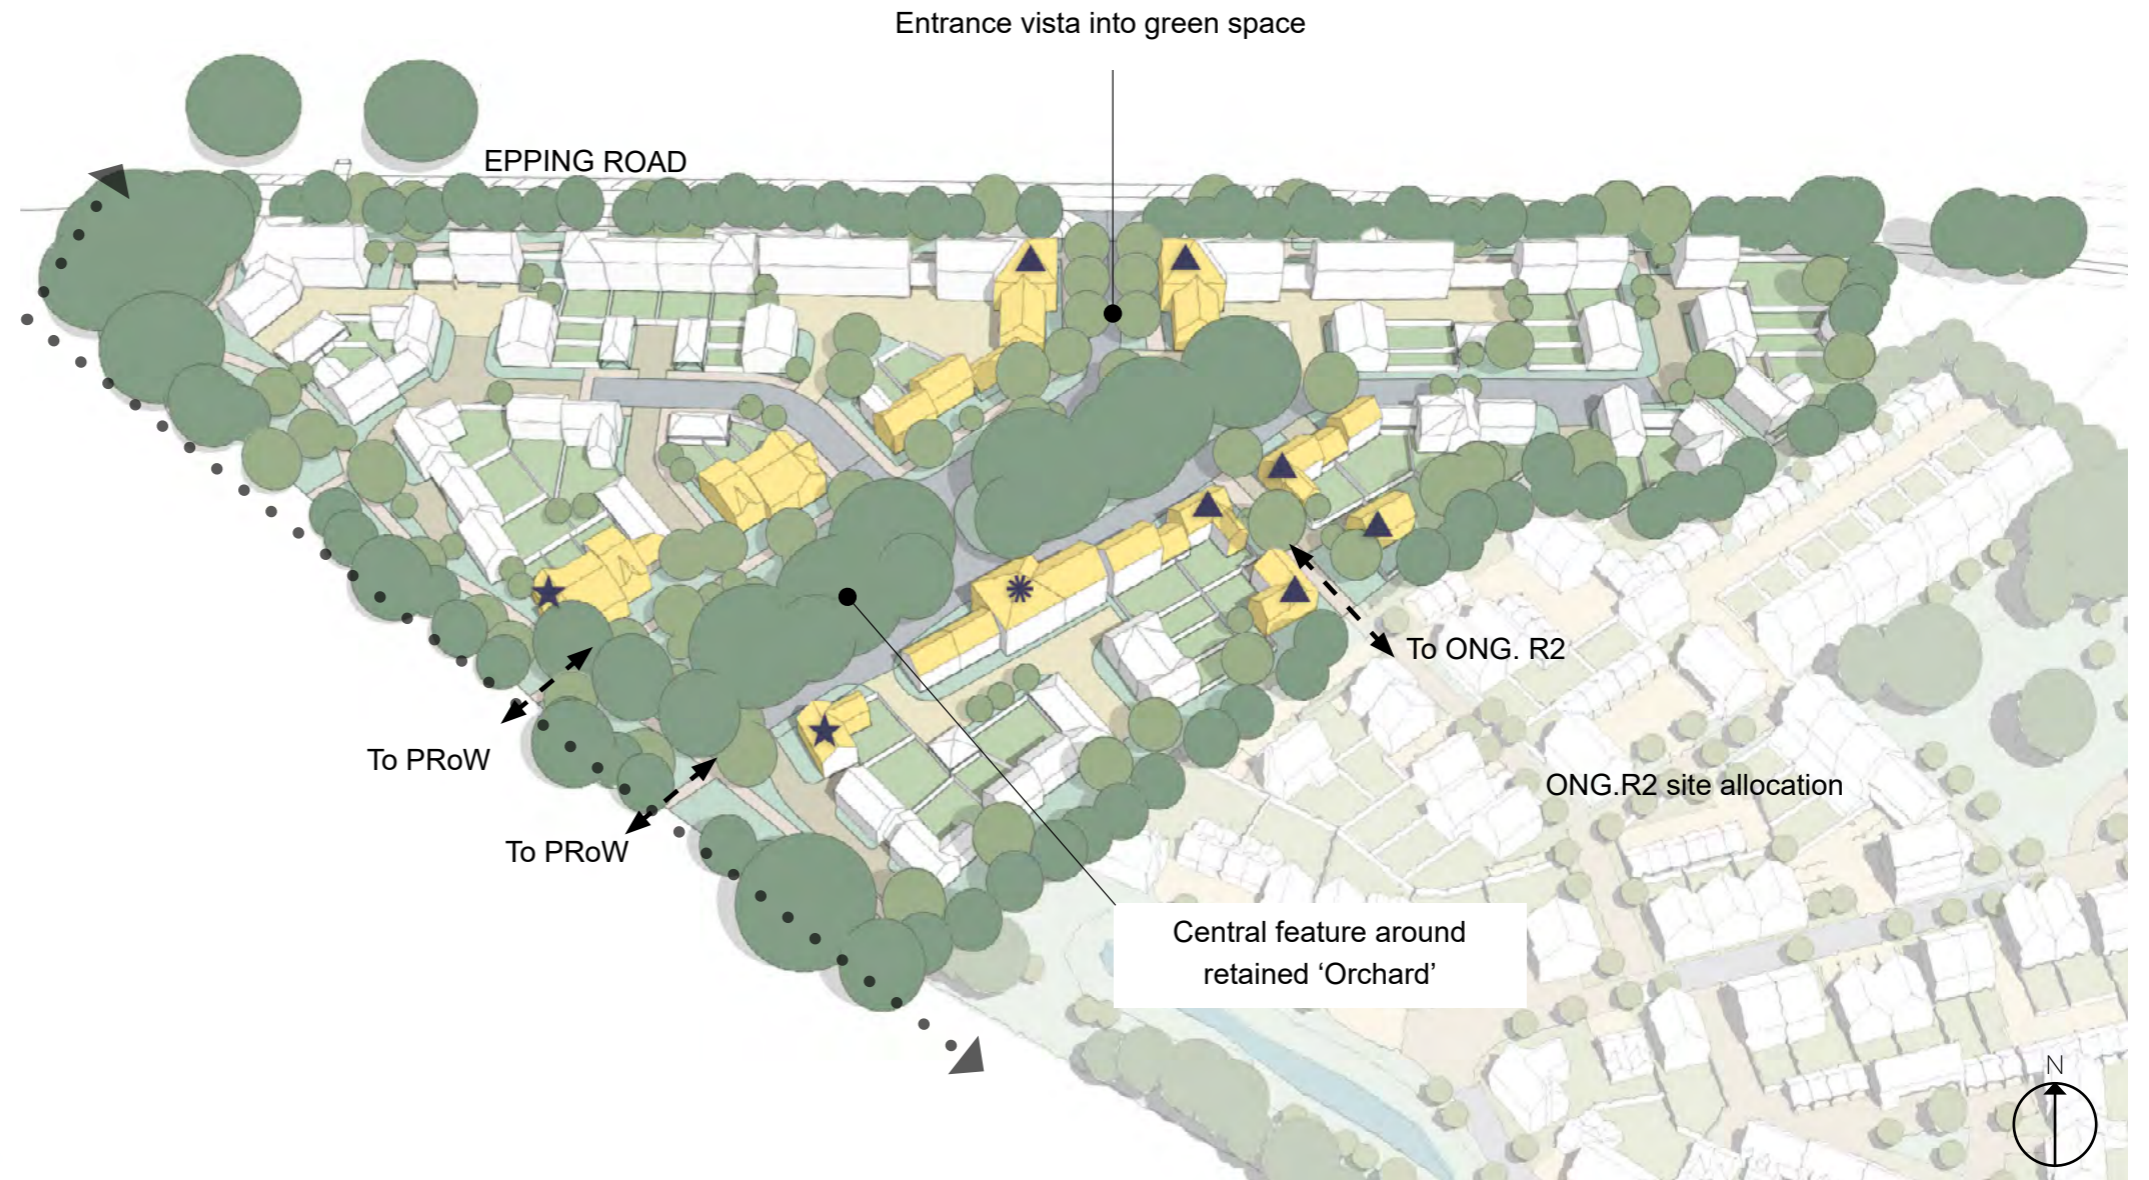 Entrance vista into green space
EPPING ROAD
To ONG. R2
To PRoW
ONG.R2 site allocation
To PRoW
Central feature around
retained ‘Orchard’
N